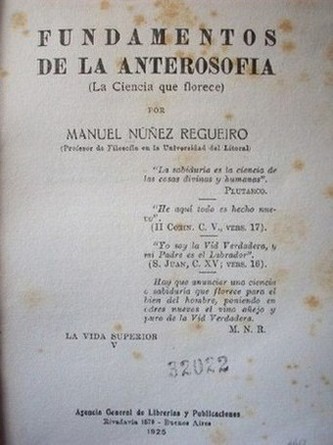 FUNDAMENTOS
DE LA ANTEROSOFIA
(La Ciencia que florece)
POR
MANUEL NÚÑEZ REGUEIRO
(Profesor de Filosofía en la Universidad del Litoral)
"La sabiduría es la ciencia de
las cosas divinas y humanas".
PLUTARCO.
"He aquí todo es hecho nue-
vo".
(II CORIN. C. V., VERS. 17).
"Yo soy la Vid Verdadera, y
mi Padre es el Labrador".
(S. JUAN, C. XV; VERS. 16).
Hay que anunciar una ciencia
o sabiduría que florece para el
bien del hombre, poniendo en
odres nuevos el vino añejo y
puro de la Vid Verdadera.
M. N. R.
LA VIDA SUPERIOR
V
32022
Agencia General de Librerías y Publicaciones
Rivadavia 1573 - Buenos Aires
1925